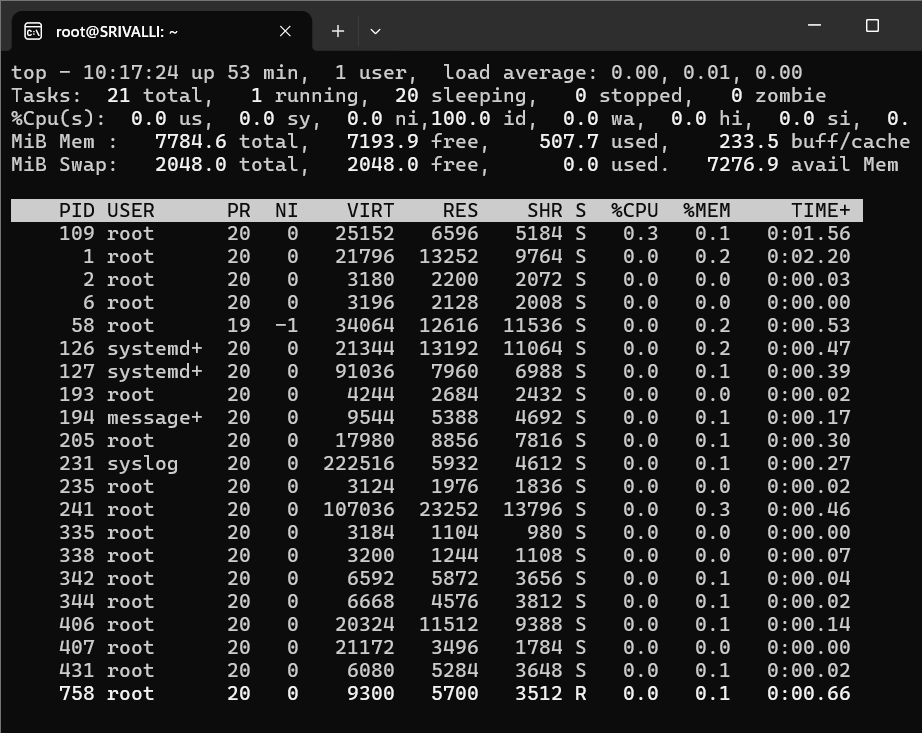 root@SRIVALLI: ~
top - 10:17:24 up 53 min,  1 user,  load average: 0.00, 0.01, 0.00
Tasks:  21 total,   1 running,  20 sleeping,   0 stopped,   0 zombie
%Cpu(s):  0.0 us,  0.0 sy,  0.0 ni,100.0 id,  0.0 wa,  0.0 hi,  0.0 si,  0.
MiB Mem :   7784.6 total,   7193.9 free,    507.7 used,    233.5 buff/cache
MiB Swap:   2048.0 total,   2048.0 free,      0.0 used.   7276.9 avail Mem
    PID USER      PR  NI    VIRT    RES    SHR S  %CPU  %MEM     TIME+
    109 root      20   0   25152   6596   5184 S   0.3   0.1   0:01.56
      1 root      20   0   21796  13252   9764 S   0.0   0.2   0:02.20
      2 root      20   0    3180   2200   2072 S   0.0   0.0   0:00.03
      6 root      20   0    3196   2128   2008 S   0.0   0.0   0:00.00
     58 root      19  -1   34064  12616  11536 S   0.0   0.2   0:00.53
    126 systemd+  20   0   21344  13192  11064 S   0.0   0.2   0:00.47
    127 systemd+  20   0   91036   7960   6988 S   0.0   0.1   0:00.39
    193 root      20   0    4244   2684   2432 S   0.0   0.0   0:00.02
    194 message+  20   0    9544   5388   4692 S   0.0   0.1   0:00.17
    205 root      20   0   17980   8856   7816 S   0.0   0.1   0:00.30
    231 syslog    20   0  222516   5932   4612 S   0.0   0.1   0:00.27
    235 root      20   0    3124   1976   1836 S   0.0   0.0   0:00.02
    241 root      20   0  107036  23252  13796 S   0.0   0.3   0:00.46
    335 root      20   0    3184   1104    980 S   0.0   0.0   0:00.00
    338 root      20   0    3200   1244   1108 S   0.0   0.0   0:00.07
    342 root      20   0    6592   5872   3656 S   0.0   0.1   0:00.04
    344 root      20   0    6668   4576   3812 S   0.0   0.1   0:00.02
    406 root      20   0   20324  11512   9388 S   0.0   0.1   0:00.14
    407 root      20   0   21172   3496   1784 S   0.0   0.0   0:00.00
    431 root      20   0    6080   5284   3648 S   0.0   0.1   0:00.02
    758 root      20   0    9300   5700   3512 R   0.0   0.1   0:00.66